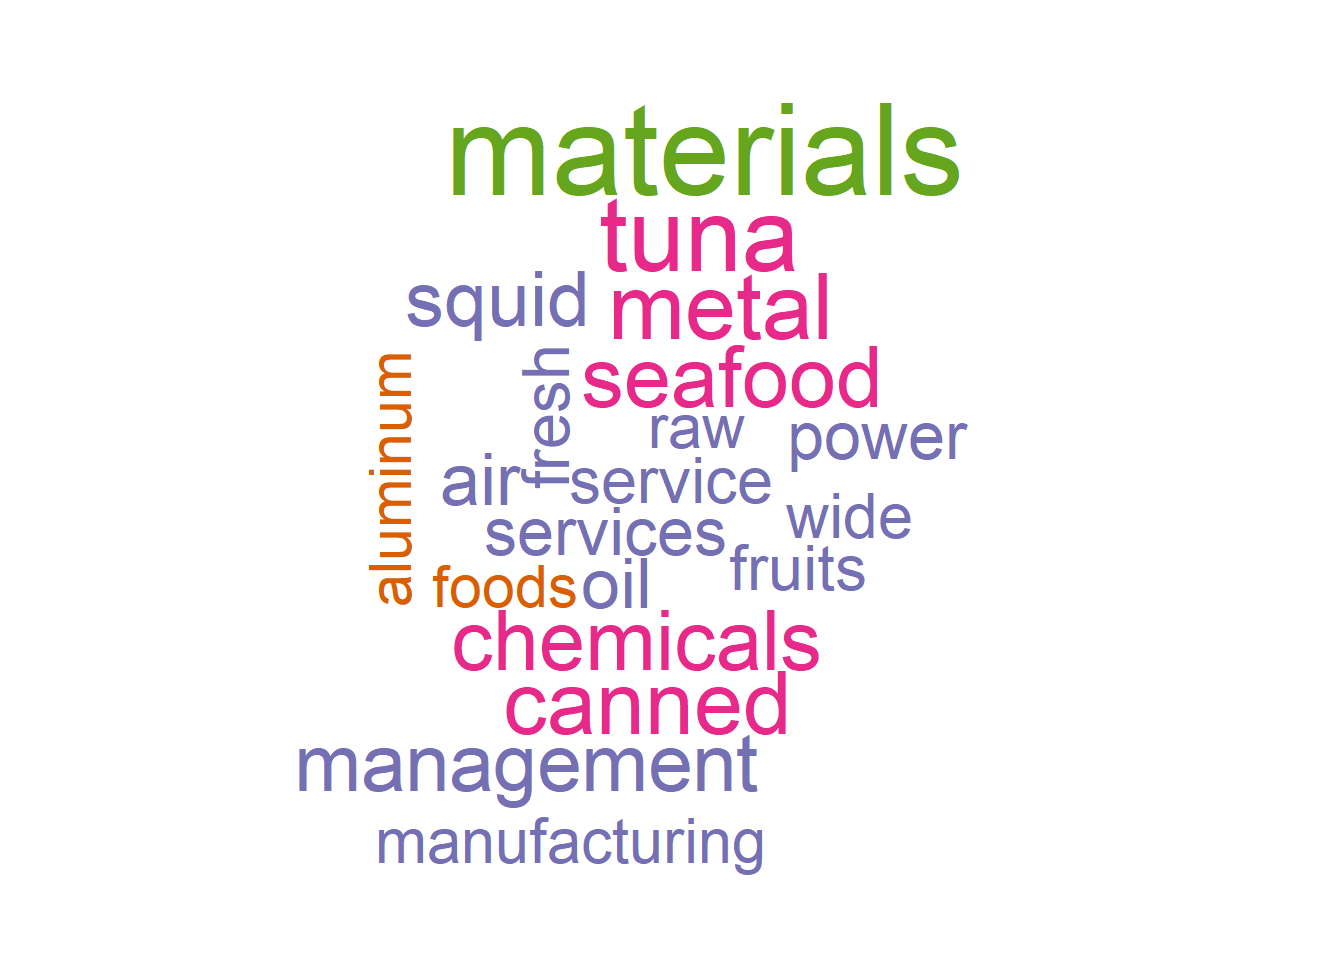 materials
tuna
squid
metal
seafood
aluminum
fresh
raw
power
air
service
wide
services
fruits
foods
oil
chemicals
canned
management
manufacturing